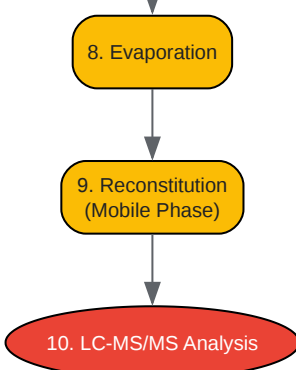 8. Evaporation
9. Reconstitution
(Mobile Phase)
10. LC-MS/MS Analysis